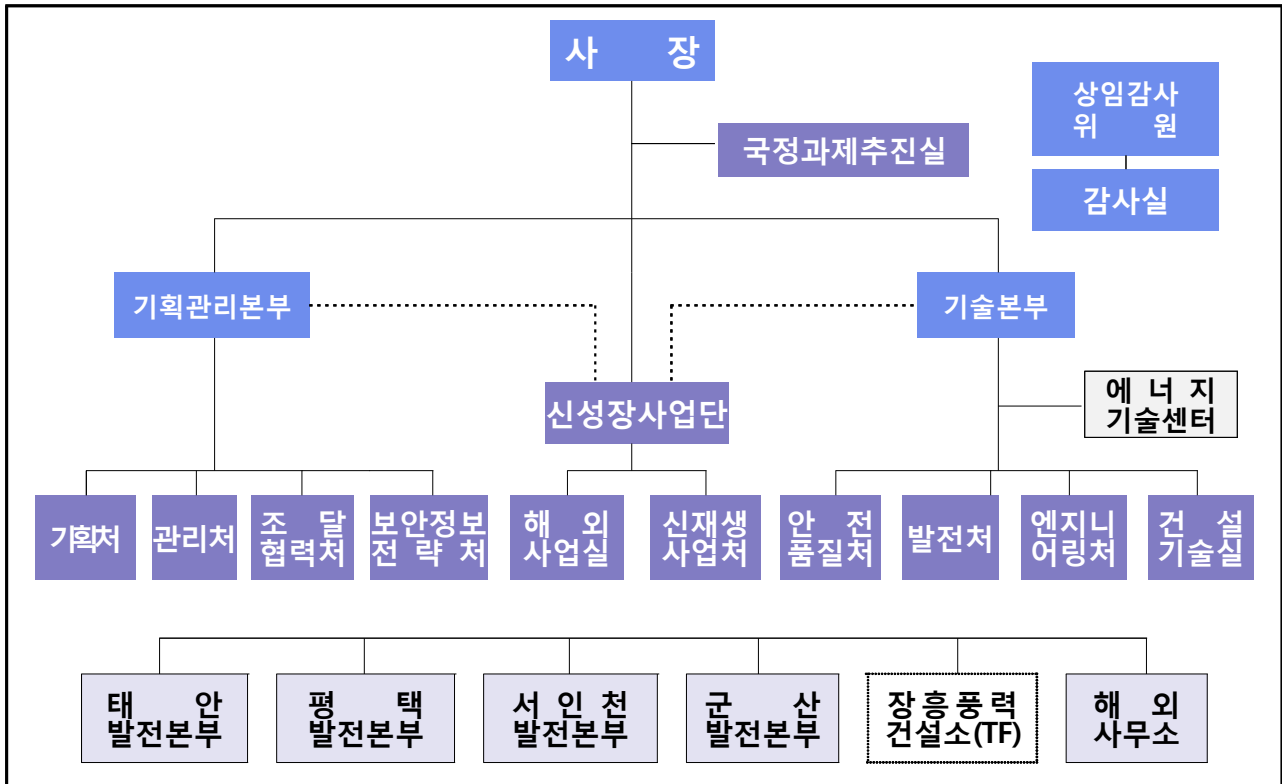 사 장
상임감사
위 원
국정과제추진실
감사실
기획관리본부
기술본부
신성장사업단
에 너 지
기술센터
기획처
관리처
조 달
협력처
보안정보
전 략 처
해 외
사업실
신재생
사업처
안 전
품질처
발전처
엔지니
어링처
건 설
기술실
태 안
발전본부
평 택
발전본부
서 인 천
발전본부
군 산
발전본부
장 흥 풍 력
건설소(TF)
해 외
사무소